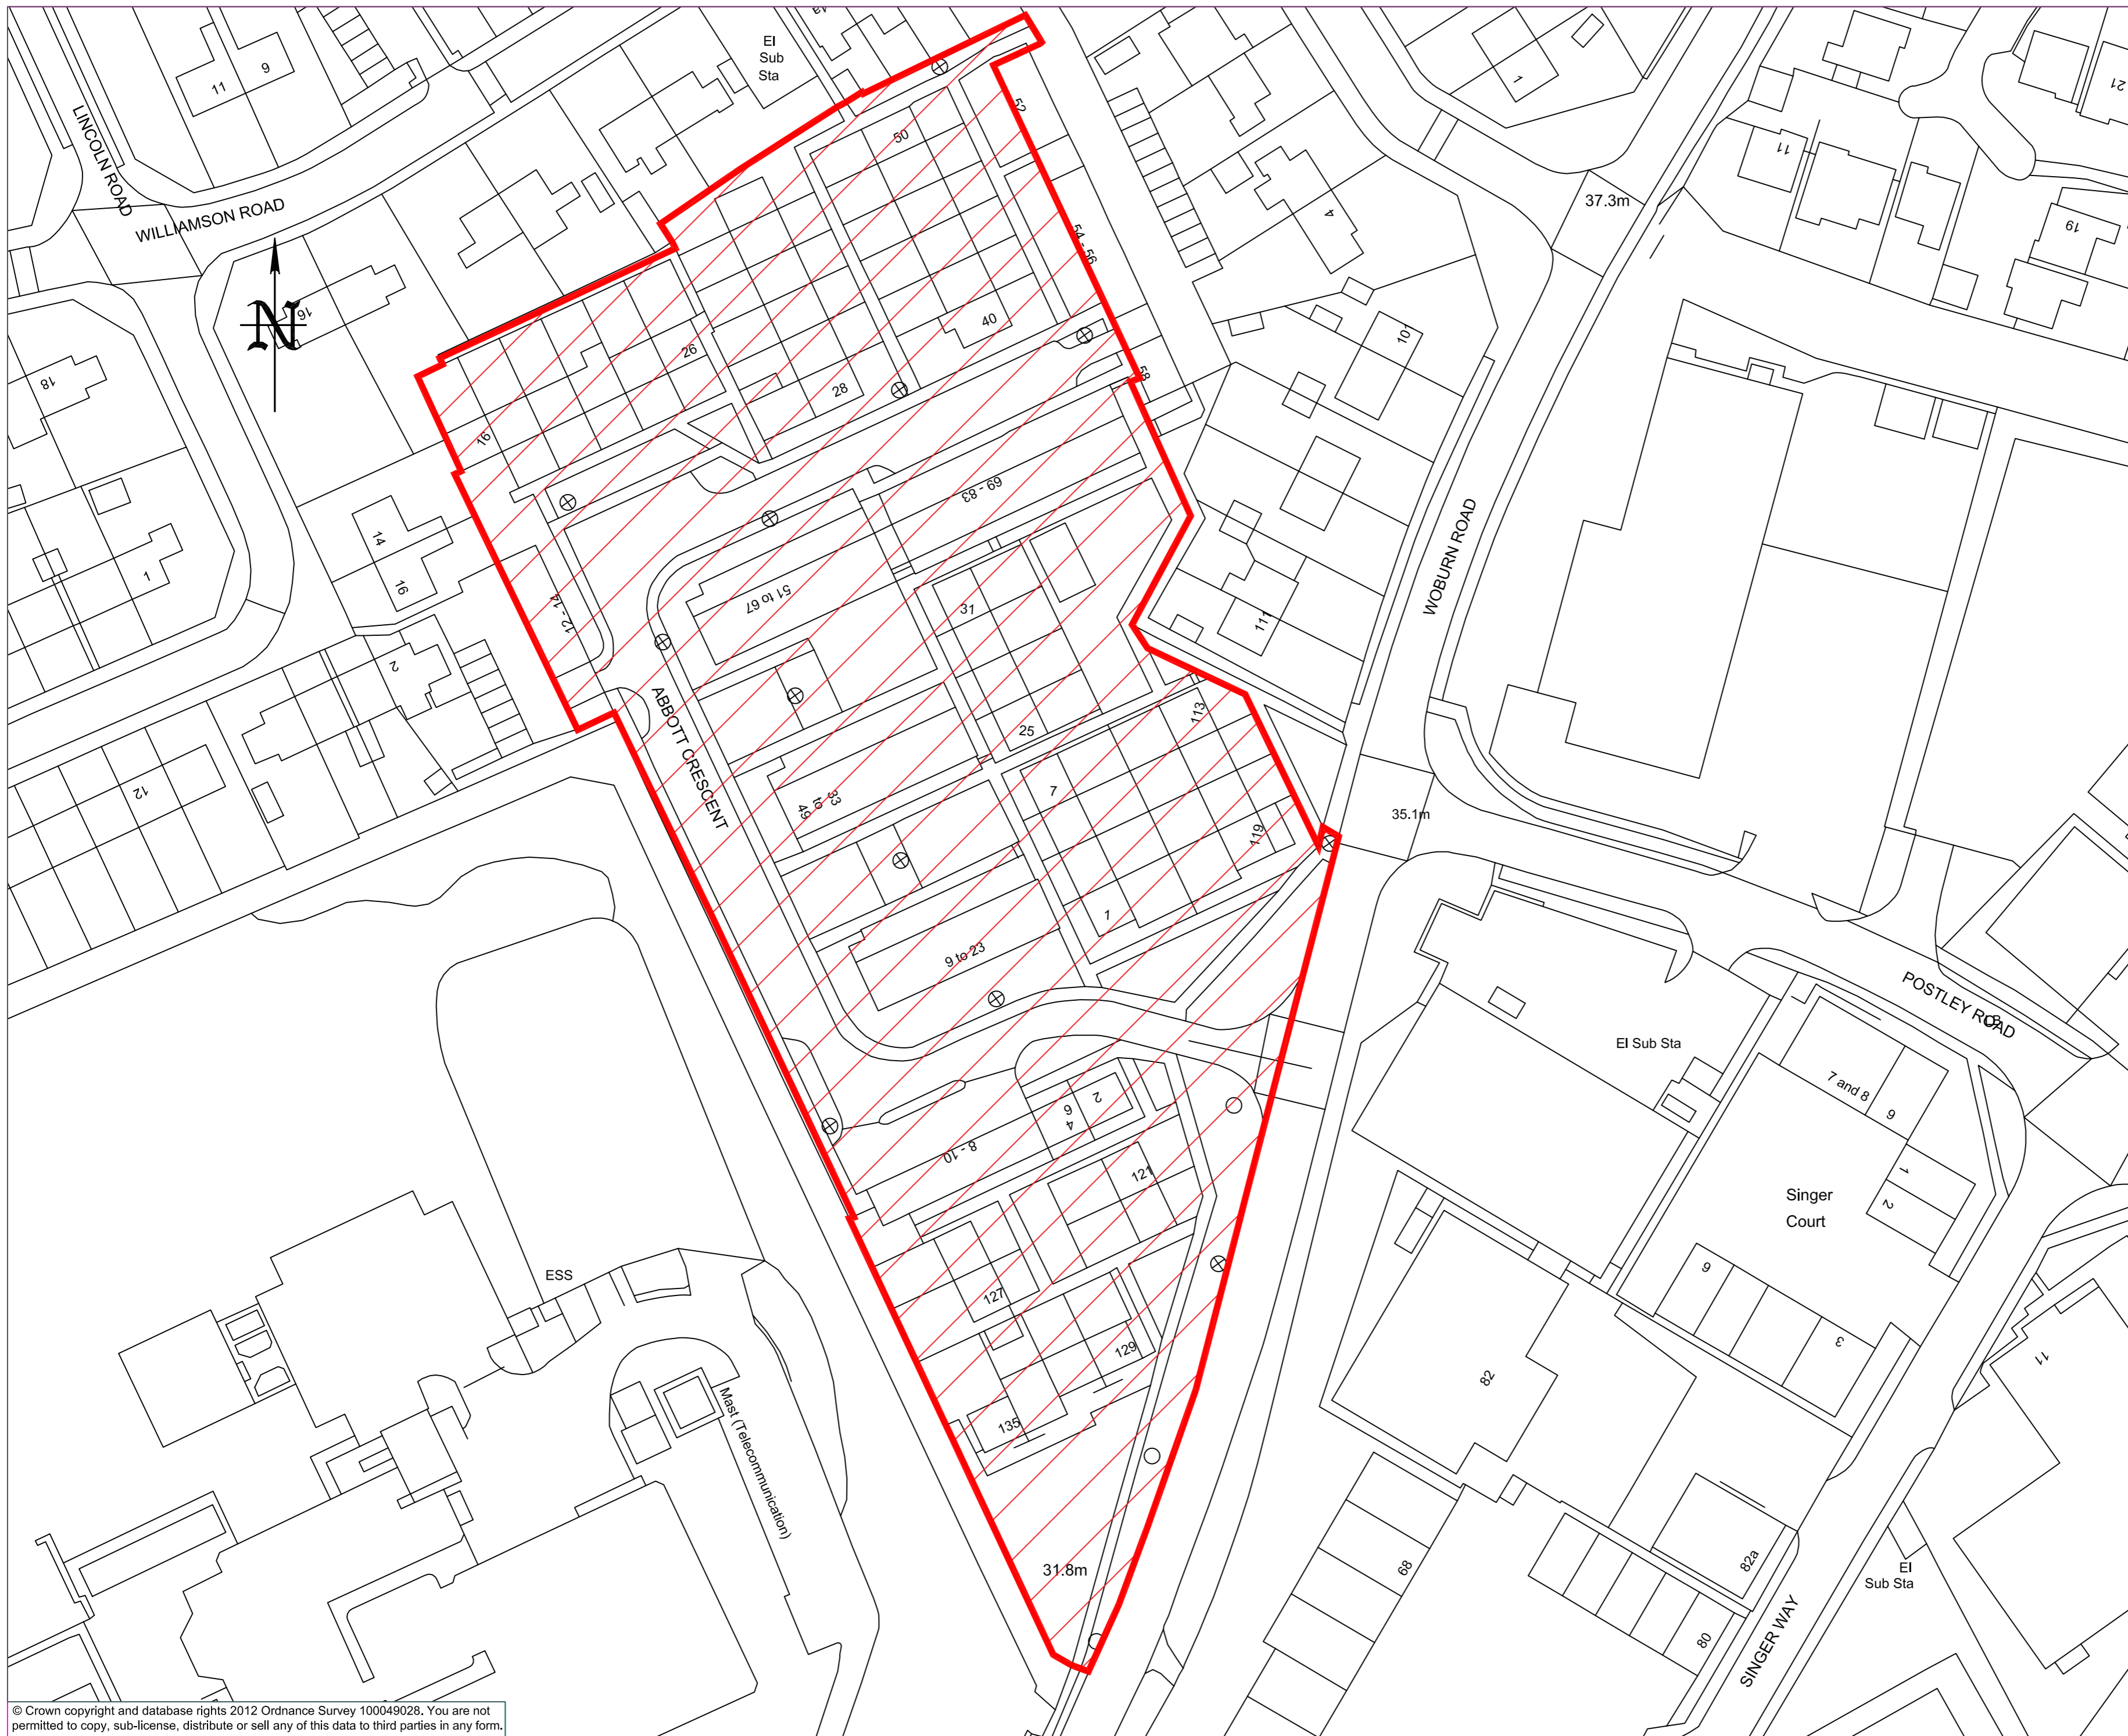 4a
El
Sub
Sta
11
9
1
21
LINCOLN ROAD
52
50
11
WILLIAMSON ROAD
37.3m
4
19
54 - 56
16
N
40
101
26
58
18
28
16
69 - 83
14
WOBURN ROAD
1
16
51 to 67
12 - 14
31
111
2
ABBOTT CRESCENT
113
25
12
7
33
to
49
35.1m
119
1
9 to 23
POSTLEY ROAD
8
El Sub Sta
7 and 8
6
2
6
4
8 - 10
121
1
2
Singer
Court
ESS
127
6
3
129
11
82
135
Mast (Telecommunication)
31.8m
68
82a
El
Sub Sta
80
SINGER WAY
© Crown copyright and database rights 2012 Ordnance Survey 100049028. You are not
permitted to copy, sub-license, distribute or sell any of this data to third parties in any form.